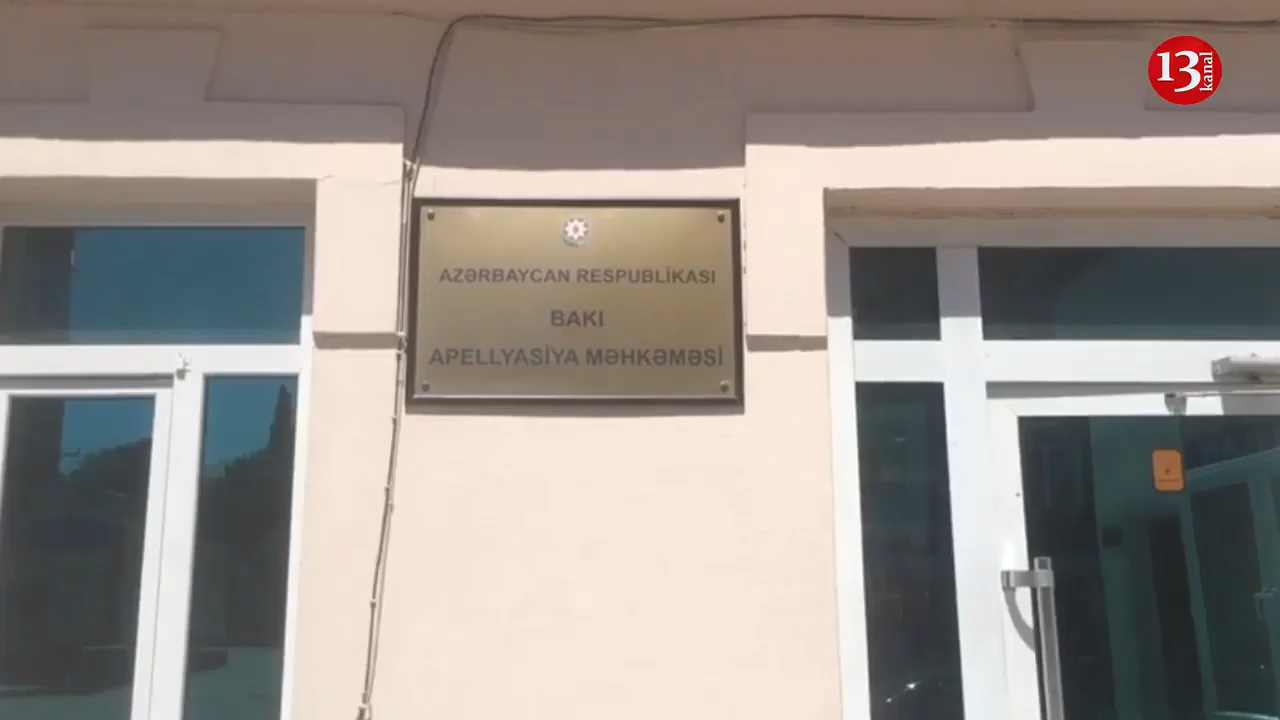 13
kanal
AZƏRBAYCAN RESPUBLİKASI
BAKI
APELLYASİYA MƏHKƏMƏSİ